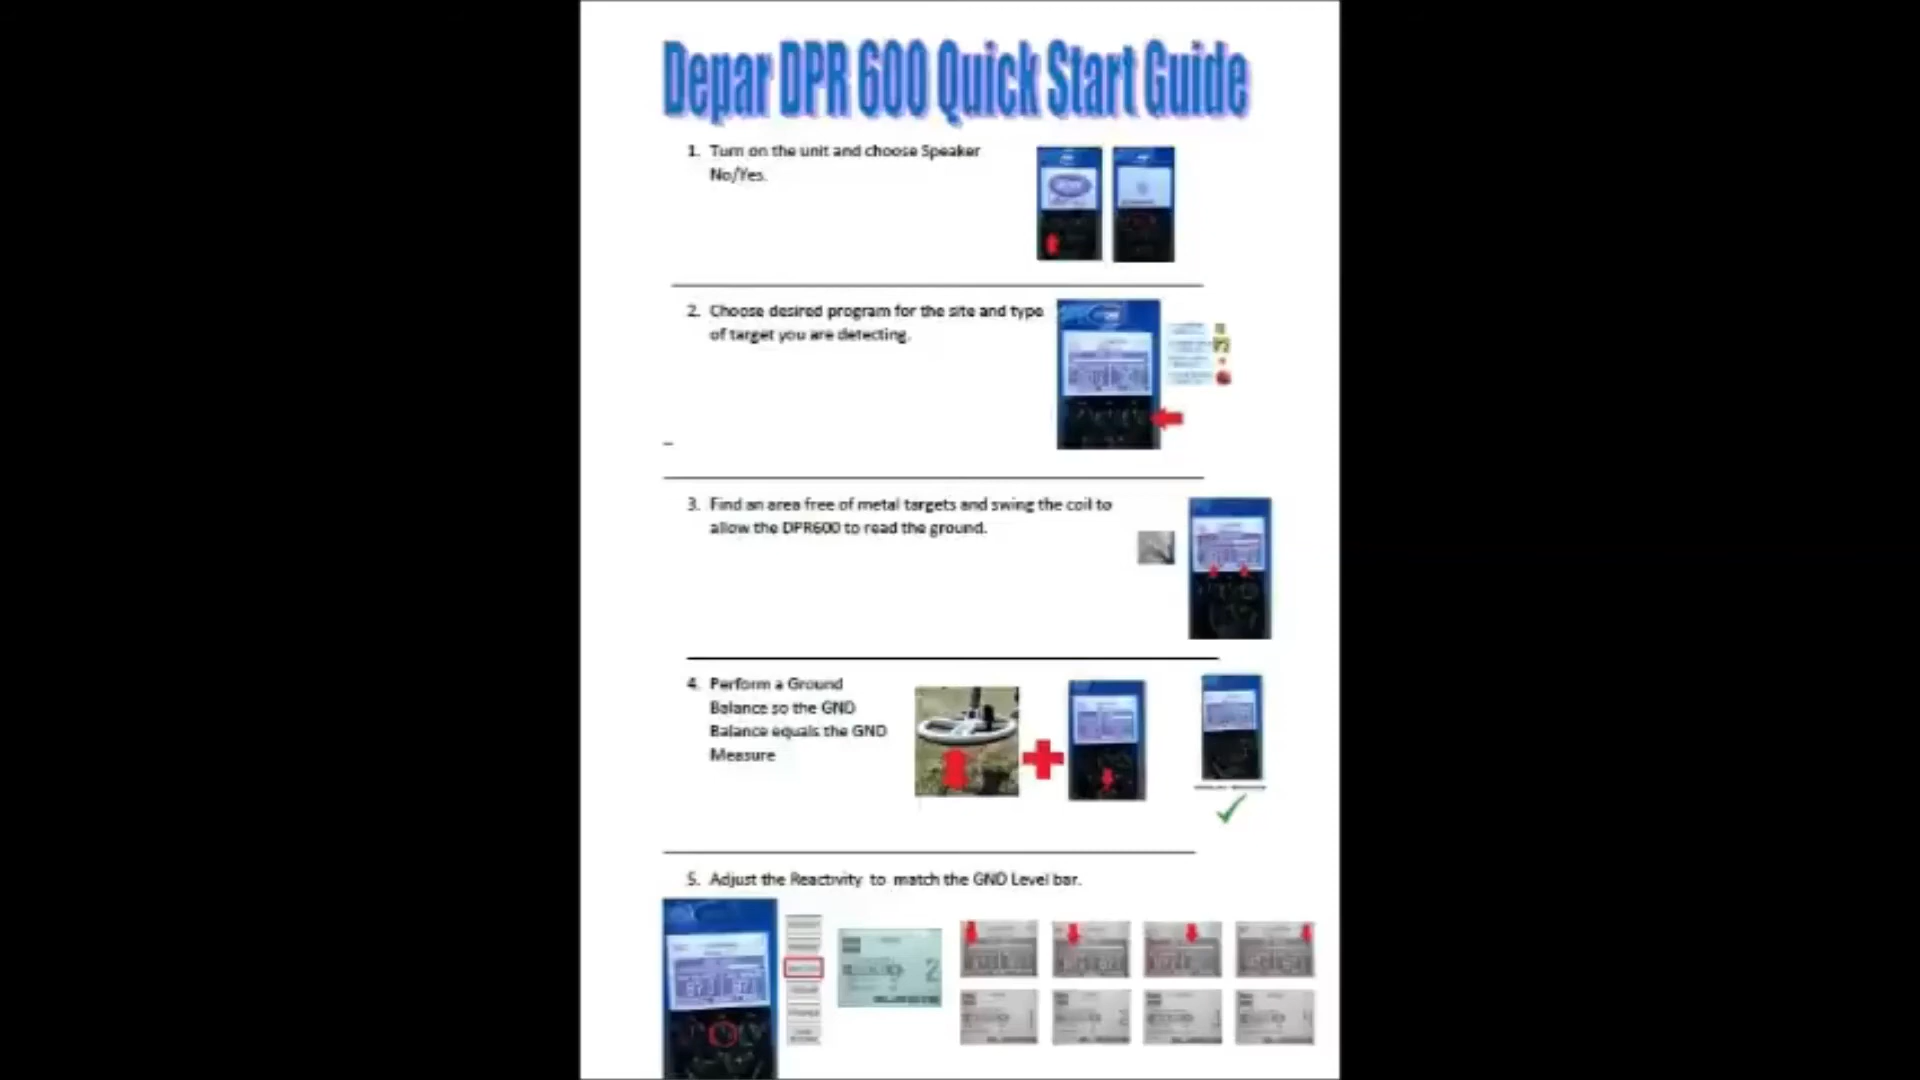 Depar DPR 600 Quick Start Guide
1. Turn on the unit and choose Speaker
No/Yes.
2. Choose desired program for the site and type
of target you are detecting.
3. Find an area free of metal targets and swing the coil to
allow the DPR600 to read the ground.
4. Perform a Ground
Balance so the GND
Balance equals the GND
Measure
5. Adjust the Reactivity to match the GND Level bar.